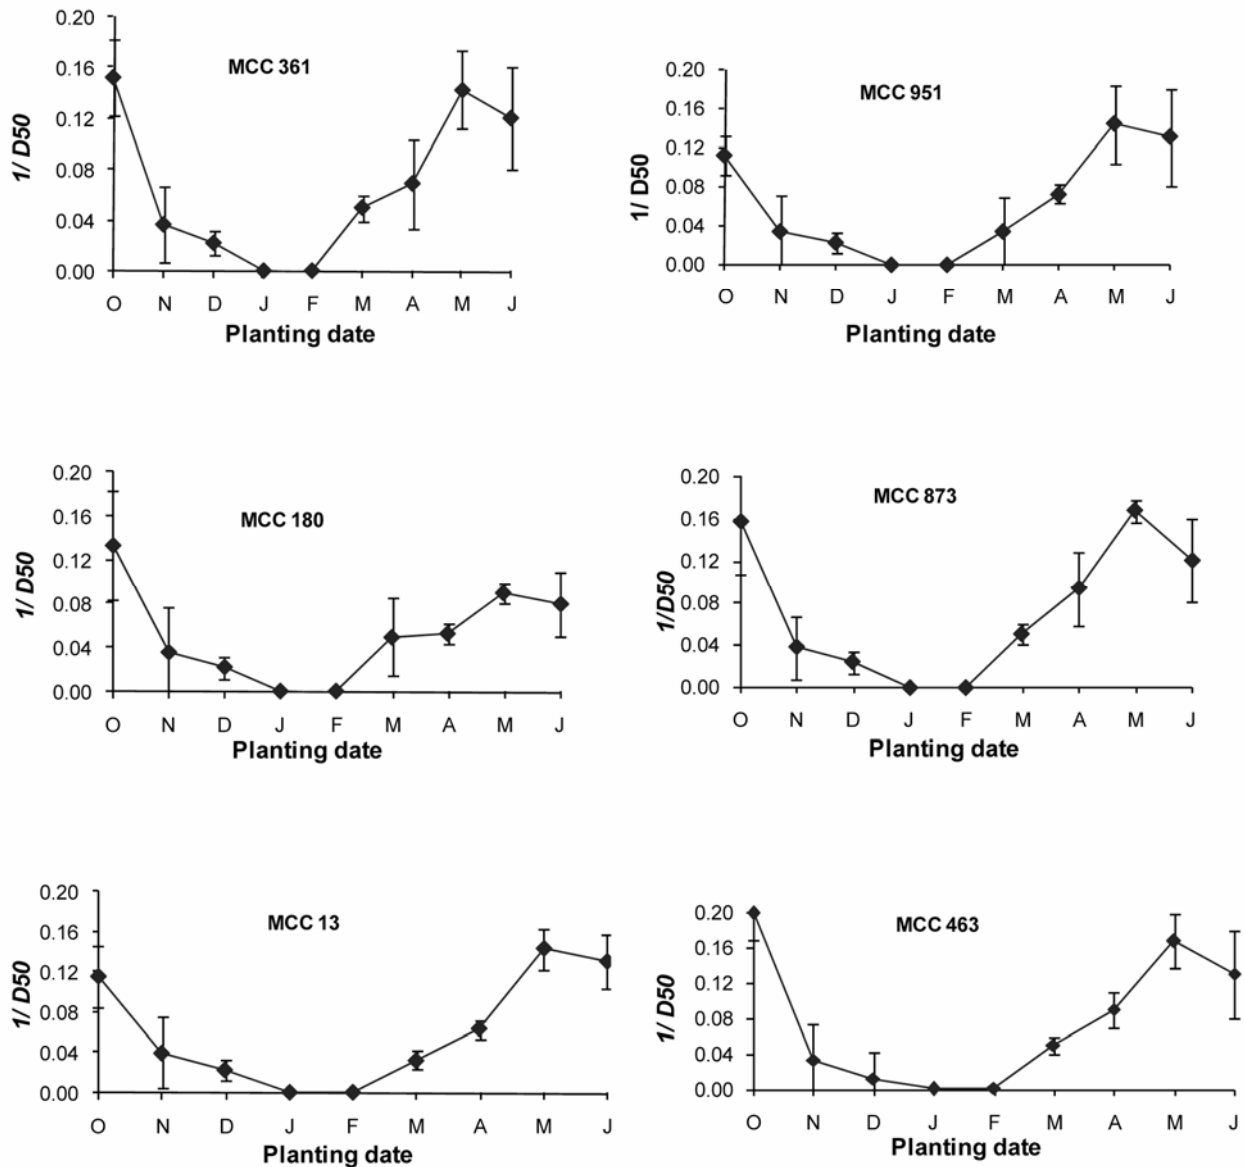 MCC 361
1/ D50
0.20
0.16
0.12
0.08
0.04
0.00
O N D J F M A M J
Planting date
MCC 951
1/ D50
0.20
0.16
0.12
0.08
0.04
0.00
O N D J F M A M J
Planting date
MCC 180
1/ D50
0.20
0.16
0.12
0.08
0.04
0.00
O N D J F M A M J
Planting date
MCC 873
1/D50
0.20
0.16
0.12
0.08
0.04
0.00
O N D J F M A M J
Planting date
MCC 13
1/ D50
0.20
0.16
0.12
0.08
0.04
0.00
O N D J F M A M J
Planting date
MCC 463
1/ D50
0.20
0.16
0.12
0.08
0.04
0.00
O N D J F M A M J
Planting date